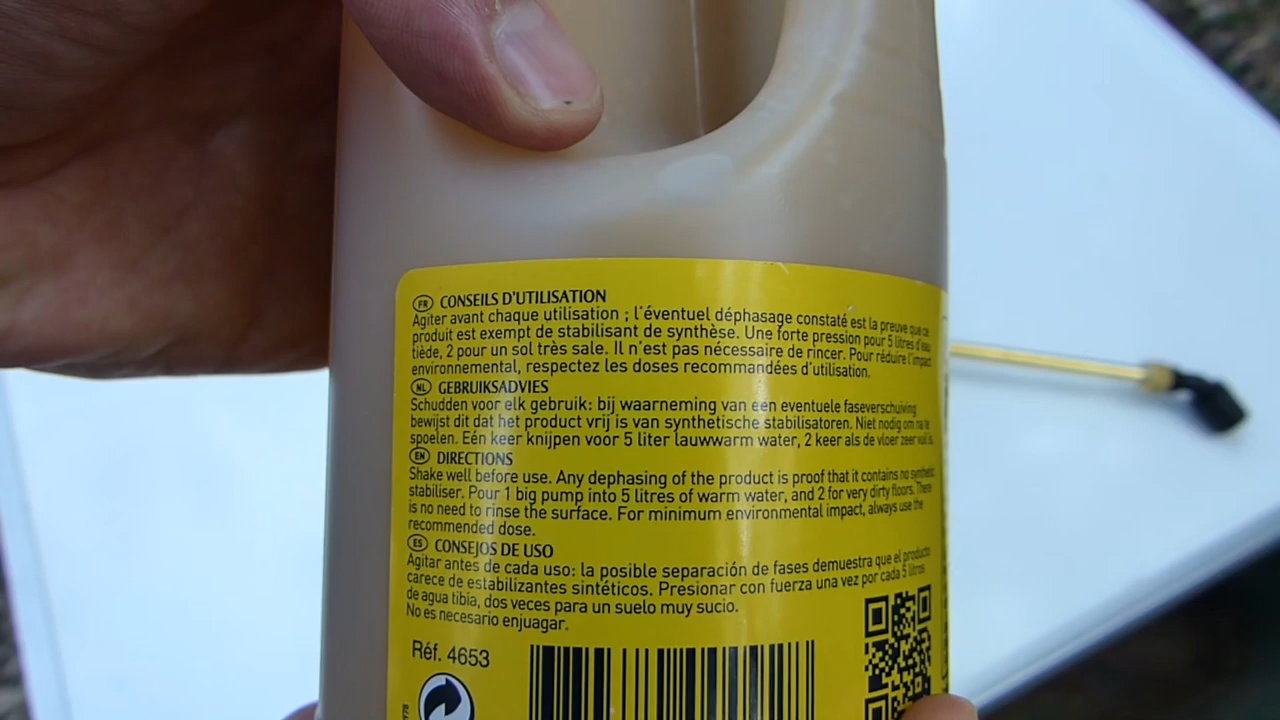 FR CONSEILS D'UTILISATION
Agiter avant chaque utilisation ; l'éventuel déphasage constaté est la preuve que ce
produit est exempt de stabilisant de synthèse. Une forte pression pour 5 litres d'eau
tiède, 2 pour un sol très sale. Il n'est pas nécessaire de rincer. Pour réduire l'impact
environnemental, respectez les doses recommandées d'utilisation.
NL GEBRUIKSADVIES
Schudden voor elk gebruik: bij waarneming van een eventuele faseverschuiving
bewijst dit dat het product vrij is van synthetische stabilisatoren. Niet nodig om na te
spoelen. Eén keer knijpen voor 5 liter lauwwarm water, 2 keer als de vloer zeer vuil is.
EN DIRECTIONS
Shake well before use. Any dephasing of the product is proof that it contains no synthetic
stabiliser. Pour 1 big pump into 5 litres of warm water, and 2 for very dirty floors. There
is no need to rinse the surface. For minimum environmental impact, always use the
recommended dose.
ES CONSEJOS DE USO
Agitar antes de cada uso: la posible separación de fases demuestra que el producto
carece de estabilizantes sintéticos. Presionar con fuerza una vez por cada 5 litros
de agua tibia, dos veces para un suelo muy sucio.
No es necesario enjuagar.
Réf. 4653